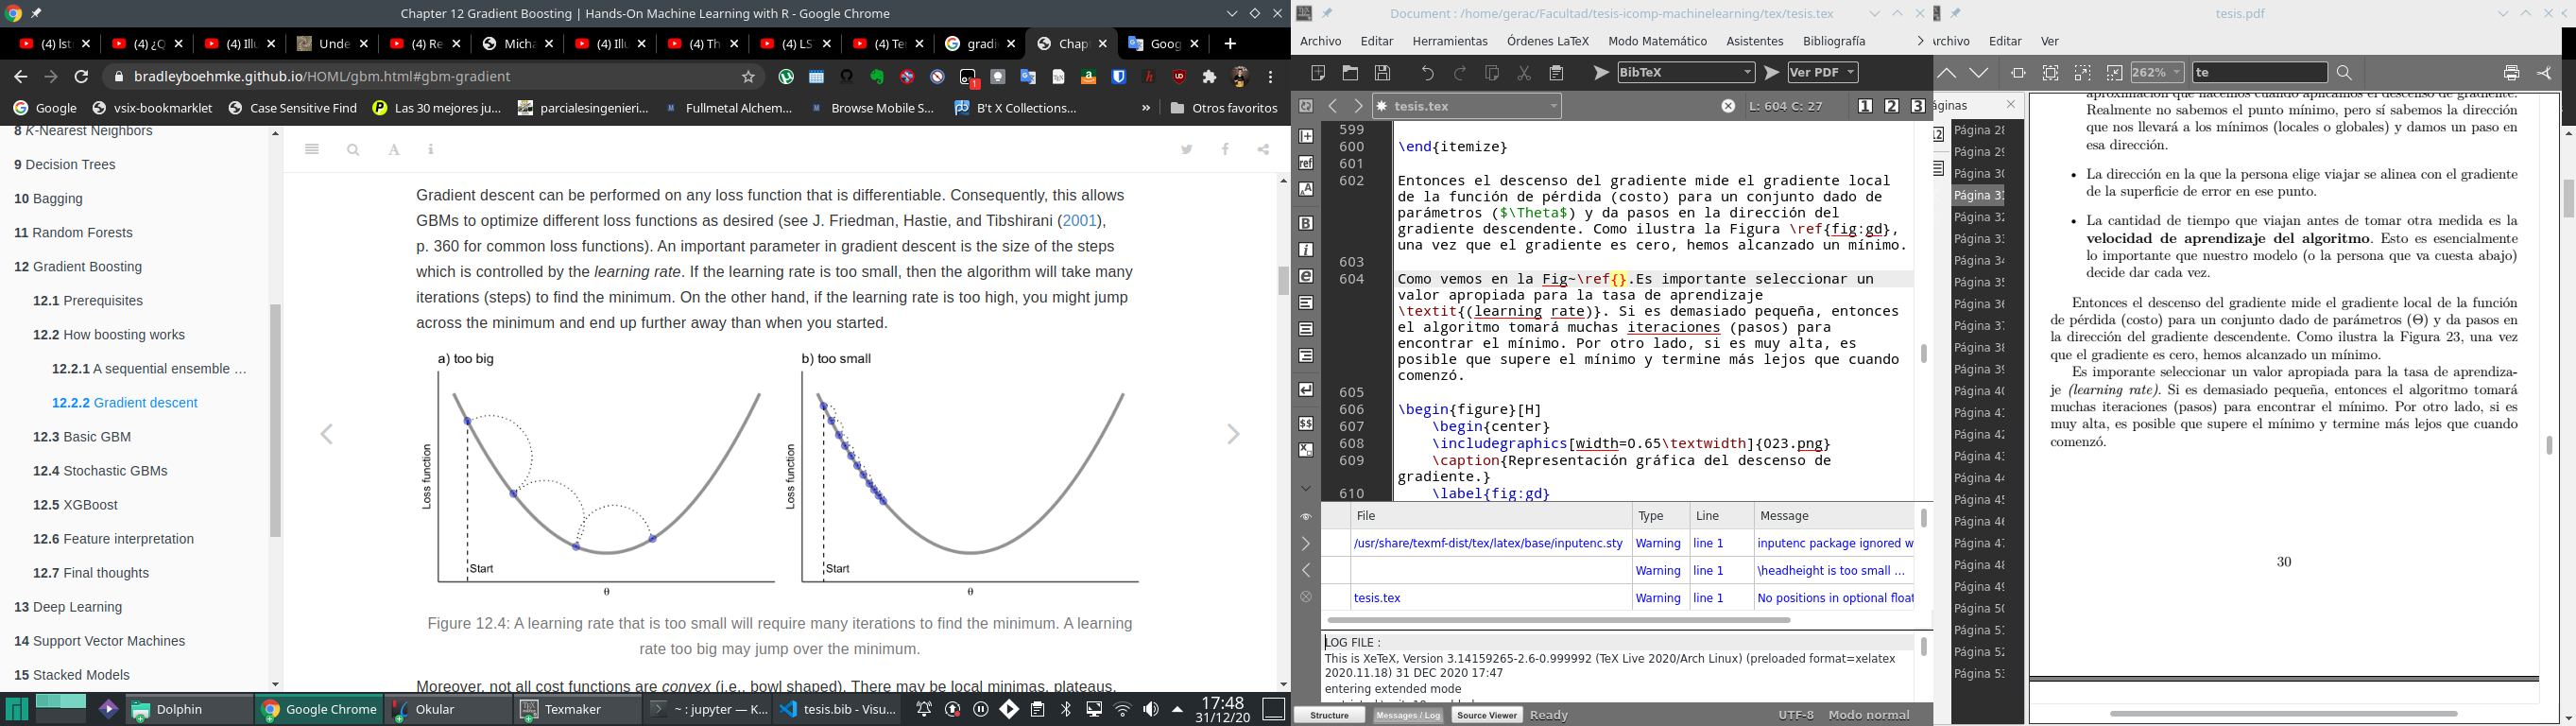 Chapter 12 Gradient Boosting | Hands-On Machine Learning with R - Google Chrome
(4) lst
(4) ¿Q
(4) Illu
Unde
(4) Re
Micha
(4) Illu
(4) Th
(4) LS
(4) Te
gradi
Chap
Goog
bradleyboehmke.github.io/HOML/gbm.html#gbm-gradient
Google
vsix-bookmarklet
Case Sensitive Find
Las 30 mejores ju...
parcialesingenieri...
Fullmetal Alchem...
Browse Mobile S...
B't X Collections...
»
Otros favoritos
8 K-Nearest Neighbors
9 Decision Trees
10 Bagging
11 Random Forests
12 Gradient Boosting
12.1 Prerequisites
12.2 How boosting works
12.2.1 A sequential ensemble ...
12.2.2 Gradient descent
12.3 Basic GBM
12.4 Stochastic GBMs
12.5 XGBoost
12.6 Feature interpretation
12.7 Final thoughts
13 Deep Learning
14 Support Vector Machines
15 Stacked Models
Gradient descent can be performed on any loss function that is differentiable. Consequently, this allows
GBMs to optimize different loss functions as desired (see J. Friedman, Hastie, and Tibshirani (2001),
p. 360 for common loss functions). An important parameter in gradient descent is the size of the steps
which is controlled by the learning rate. If the learning rate is too small, then the algorithm will take many
iterations (steps) to find the minimum. On the other hand, if the learning rate is too high, you might jump
across the minimum and end up further away than when you started.
a) too big
b) too small
Loss function
Start
θ
Loss function
Start
θ
Figure 12.4: A learning rate that is too small will require many iterations to find the minimum. A learning
rate too big may jump over the minimum.
Moreover, not all cost functions are convex (i.e., bowl shaped). There may be local minimas, plateaus,
Dolphin
Google Chrome
Okular
Texmaker
~ : jupyter — K...
tesis.bib - Visu...
17:48
31/12/20
Document : /home/gerac/Facultad/tesis-icomp-machinelearning/tex/tesis.tex
Archivo Editar Herramientas Órdenes LaTeX Modo Matemático Asistentes Bibliografía
BibTeX
Ver PDF
tesis.tex
L: 604 C: 27
1 2 3
599
600 \end{itemize}
601
602 Entonces el descenso del gradiente mide el gradiente local
de la función de pérdida (costo) para un conjunto dado de
parámetros ($\Theta$) y da pasos en la dirección del
gradiente descendente. Como ilustra la Figura \ref{fig:gd},
una vez que el gradiente es cero, hemos alcanzado un mínimo.
603
604 Como vemos en la Fig~\ref{}.Es importante seleccionar un
valor apropiada para la tasa de aprendizaje
\textit{(learning rate)}. Si es demasiado pequeña, entonces
el algoritmo tomará muchas iteraciones (pasos) para
encontrar el mínimo. Por otro lado, si es muy alta, es
posible que supere el mínimo y termine más lejos que cuando
comenzó.
605
606 \begin{figure}[H]
607 \begin{center}
608 \includegraphics[width=0.65\textwidth]{023.png}
609 \caption{Representación gráfica del descenso de
gradiente.}
610 \label{fig:gd}
File Type Line Message
/usr/share/texmf-dist/tex/latex/base/inputenc.sty Warning line 1 inputenc package ignored w
Warning line 1 \headheight is too small ...
tesis.tex Warning line 1 No positions in optional float
LOG FILE :
This is XeTeX, Version 3.14159265-2.6-0.999992 (TeX Live 2020/Arch Linux) (preloaded format=xelatex
2020.11.18) 31 DEC 2020 17:47
entering extended mode
Structure
Messages / Log
Source Viewer
Ready
UTF-8
Modo normal
tesis.pdf
Archivo Editar Ver
262%
te
áginas
Página 28
Página 29
Página 30
Página 31
Página 32
Página 33
Página 34
Página 35
Página 36
Página 37
Página 38
Página 39
Página 40
Página 41
Página 42
Página 43
Página 44
Página 45
Página 46
Página 47
Página 48
Página 49
Página 50
Página 51
Página 52
Página 53
aproximación que hacemos cuando aplicamos el descenso de gradiente.
Realmente no sabemos el punto mínimo, pero sí sabemos la dirección
que nos llevará a los mínimos (locales o globales) y damos un paso en
esa dirección.
• La dirección en la que la persona elige viajar se alinea con el gradiente
de la superficie de error en ese punto.
• La cantidad de tiempo que viajan antes de tomar otra medida es la
velocidad de aprendizaje del algoritmo. Esto es esencialmente
lo importante que nuestro modelo (o la persona que va cuesta abajo)
decide dar cada vez.
Entonces el descenso del gradiente mide el gradiente local de la función
de pérdida (costo) para un conjunto dado de parámetros (Θ) y da pasos en
la dirección del gradiente descendente. Como ilustra la Figura 23, una vez
que el gradiente es cero, hemos alcanzado un mínimo.
Es imporante seleccionar un valor apropiada para la tasa de aprendiza-
je (learning rate). Si es demasiado pequeña, entonces el algoritmo tomará
muchas iteraciones (pasos) para encontrar el mínimo. Por otro lado, si es
muy alta, es posible que supere el mínimo y termine más lejos que cuando
comenzó.
30